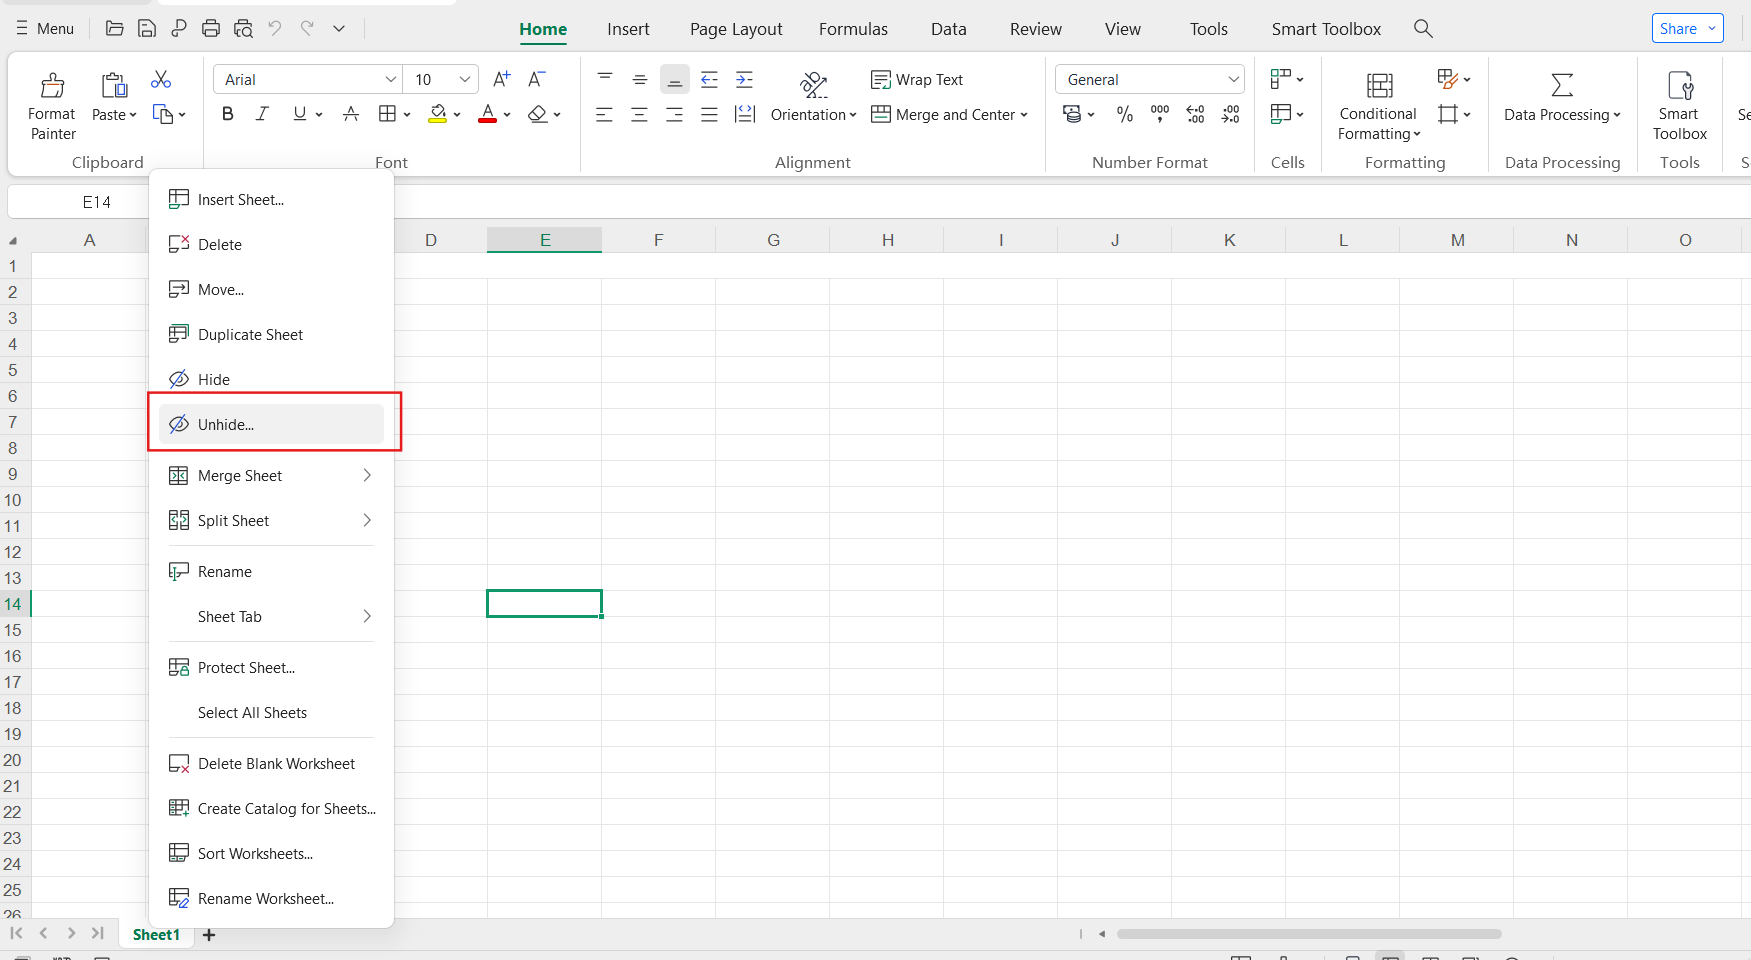 Menu Home Insert Page Layout Formulas Data Review View Tools Smart Toolbox Share
Arial 10 Wrap Text General
Format Painter Paste B I U A A Orientation Merge and Center % Conditional Formatting Data Processing Smart Toolbox
Clipboard Font Alignment Number Format Cells Formatting Data Processing Tools
E14
A D E F G H I J K L M N O
1
2
3
4
5
6
7
8
9
10
11
12
13
14
15
16
17
18
19
20
21
22
23
24
25
26
Insert Sheet...
Delete
Move...
Duplicate Sheet
Hide
Unhide...
Merge Sheet
Split Sheet
Rename
Sheet Tab
Protect Sheet...
Select All Sheets
Delete Blank Worksheet
Create Catalog for Sheets...
Sort Worksheets...
Rename Worksheet...
Sheet1